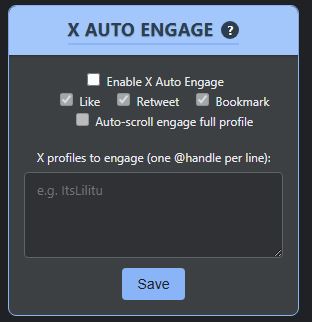 X AUTO ENGAGE ?
Enable X Auto Engage
Like Retweet Bookmark
Auto-scroll engage full profile
X profiles to engage (one @handle per line):
e.g. ItsLilitu
Save